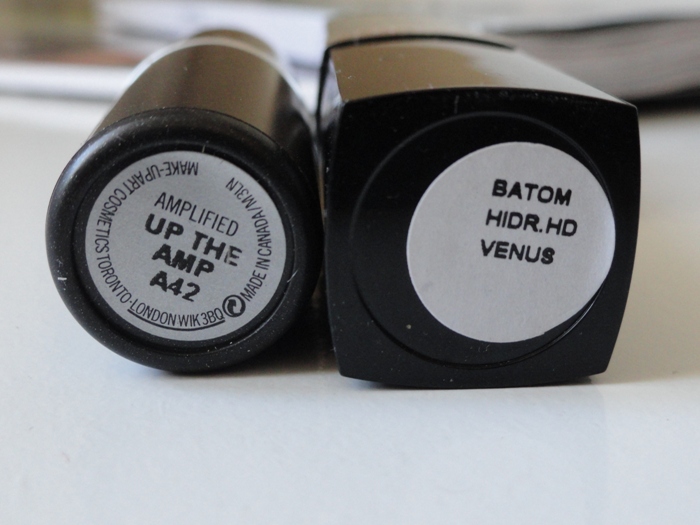 AMPLIFIED
UP THE
AMP
A42
MAKE-UP ART COSMETICS TORONTO·LONDON W1K 3BQ
MADE IN CANADA/M3LN
BATOM
HIDR.HD
VENUS